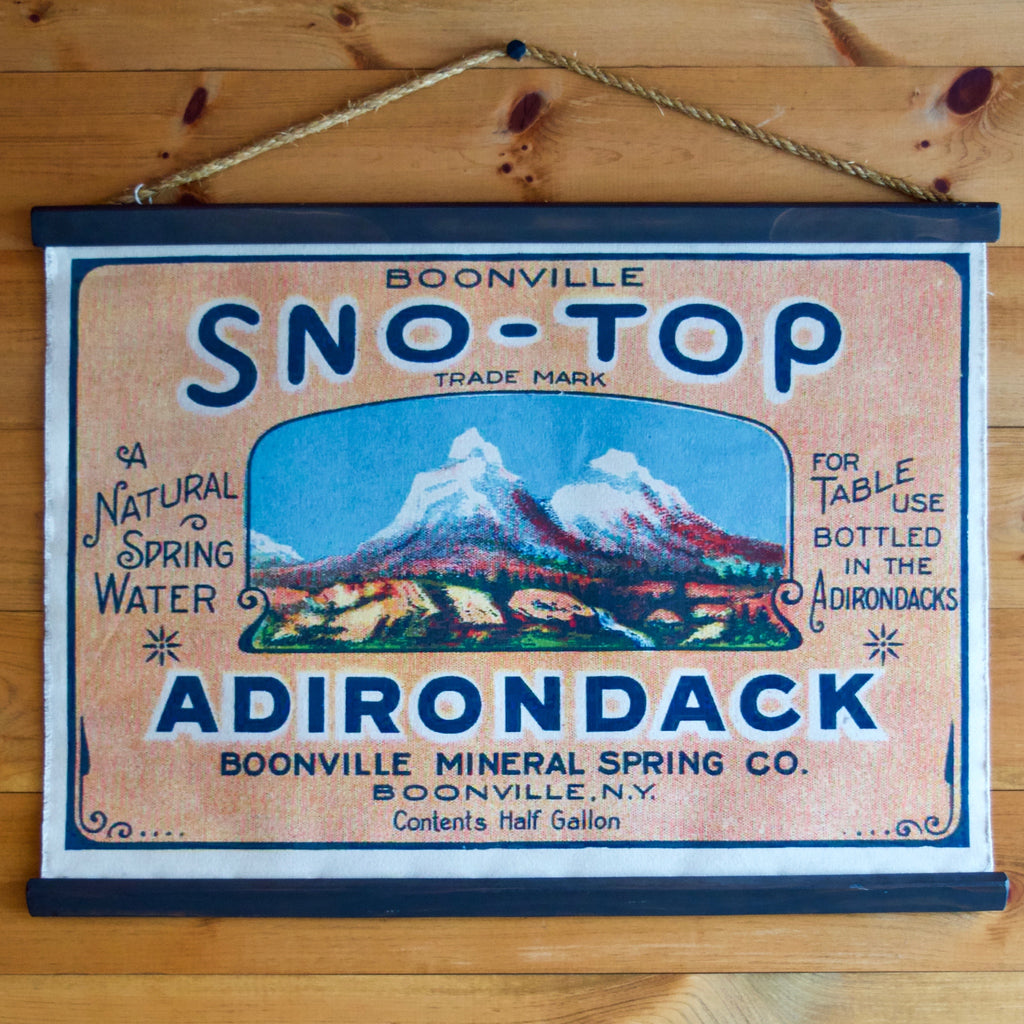 BOONVILLE
SNO-TOP
TRADE MARK
A
NATURAL
SPRING
WATER
FOR
TABLE
USE
BOTTLED
IN THE
ADIRONDACKS
ADIRONDACK
BOONVILLE MINERAL SPRING CO.
BOONVILLE, N.Y.
Contents Half Gallon